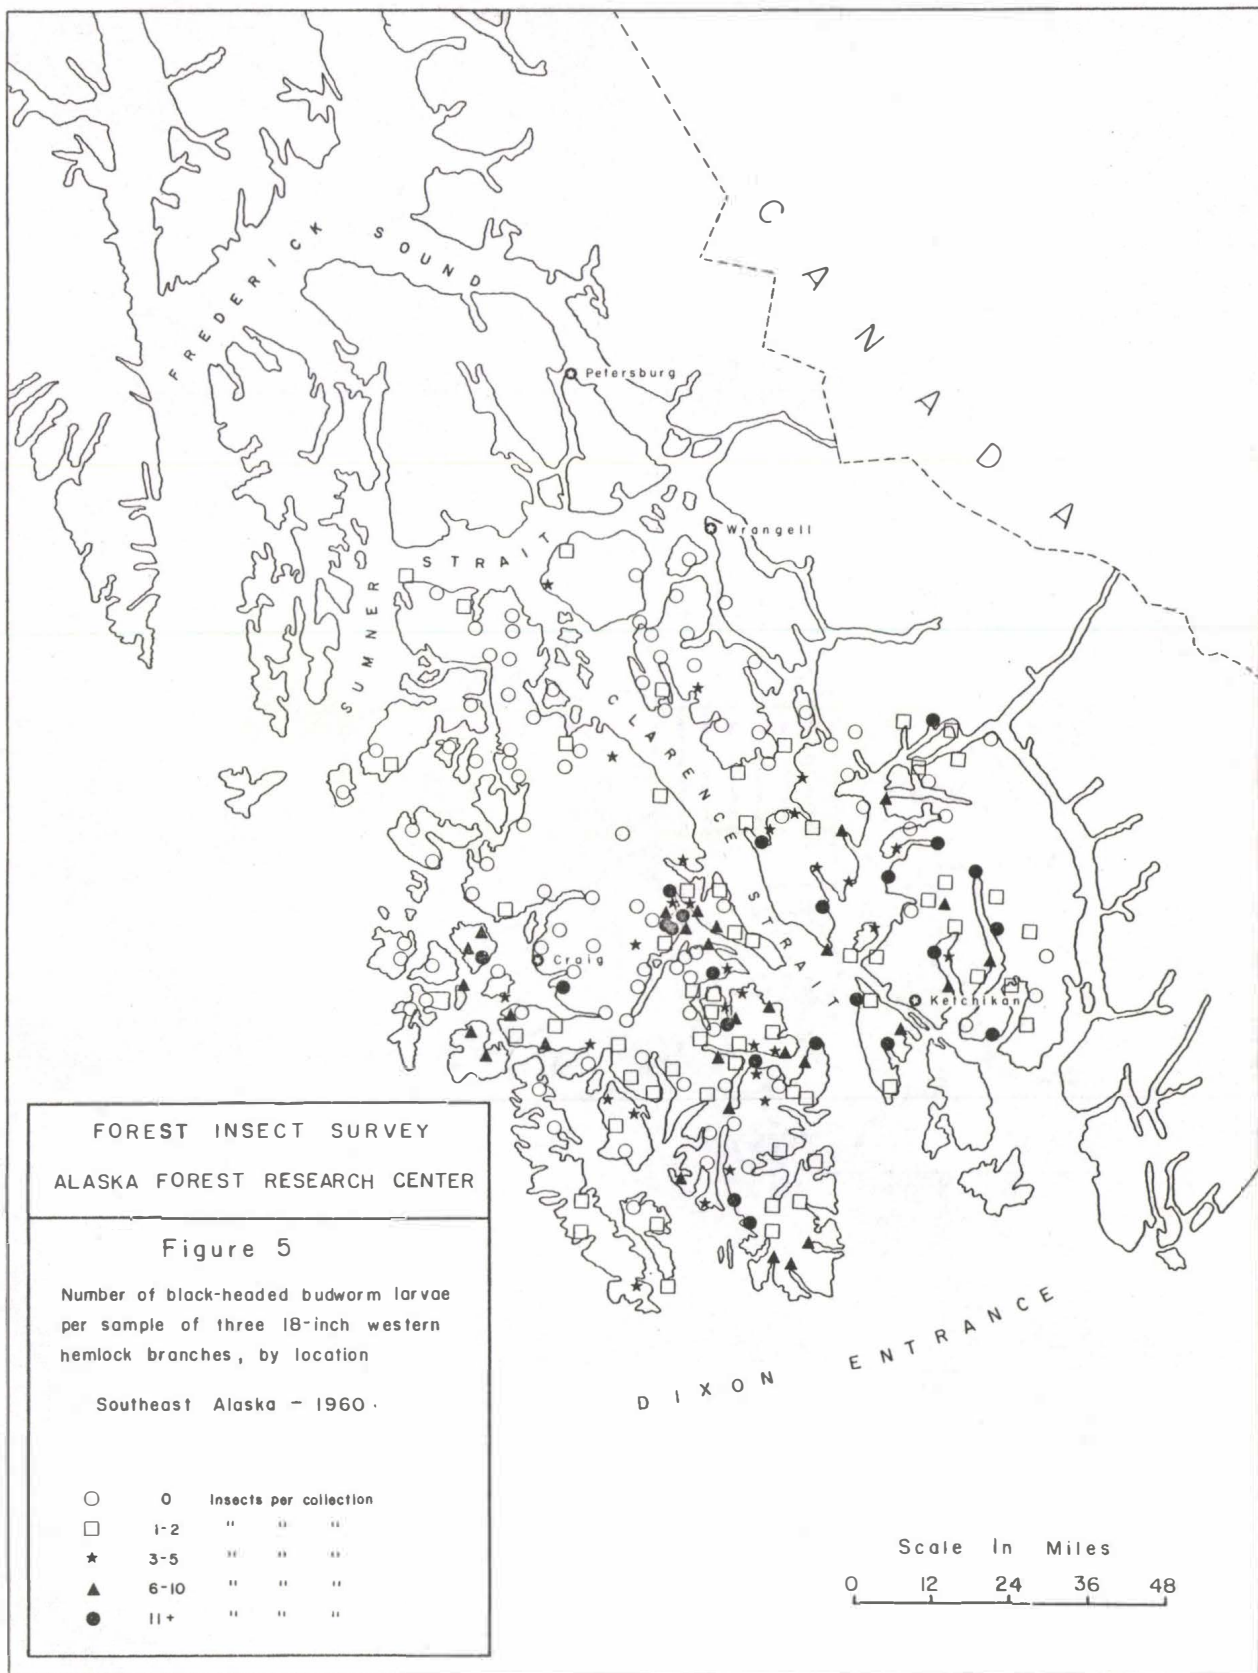 FREDERICK SOUND
CANADA
Petersburg
Wrangell
SUMNER STRAIT
CLARENCE STRAIT
Craig
Ketchikan
DIXON ENTRANCE
FOREST INSECT SURVEY
ALASKA FOREST RESEARCH CENTER
Figure 5
Number of black-headed budworm larvae
per sample of three 18-inch western
hemlock branches, by location
Southeast Alaska - 1960.
0 Insects per collection
1-2 " " "
3-5 " " "
6-10 " " "
11+ " " "
Scale In Miles
0 12 24 36 48